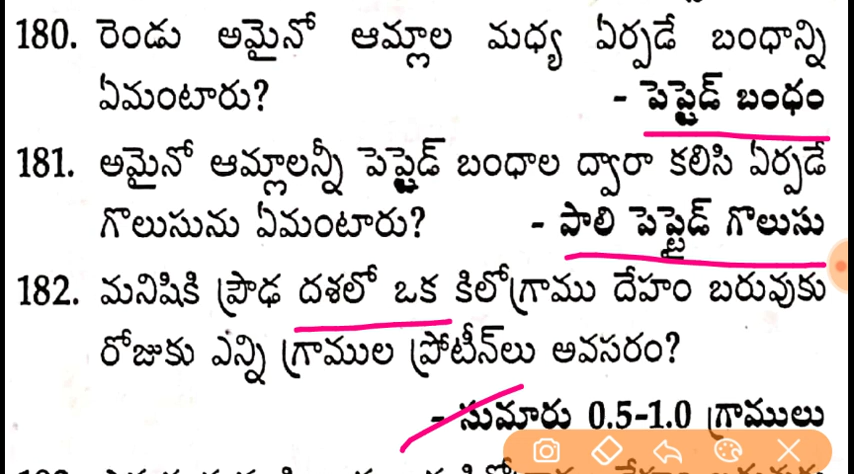 180. రెండు అమైనో ఆమ్లాల మధ్య ఏర్పడే బంధాన్ని
ఏమంటారు? - పెప్టైడ్ బంధం
181. అమైనో ఆమ్లాలన్నీ పెప్టైడ్ బంధాల ద్వారా కలిసి ఏర్పడే
గొలుసును ఏమంటారు? - పాలి పెప్టైడ్ గొలుసు
182. మనిషికి ప్రౌఢ దశలో ఒక కిలోగ్రాము దేహం బరువుకు
రోజుకు ఎన్ని గ్రాముల ప్రోటీన్‌లు అవసరం?
- సుమారు 0.5-1.0 గ్రాములు